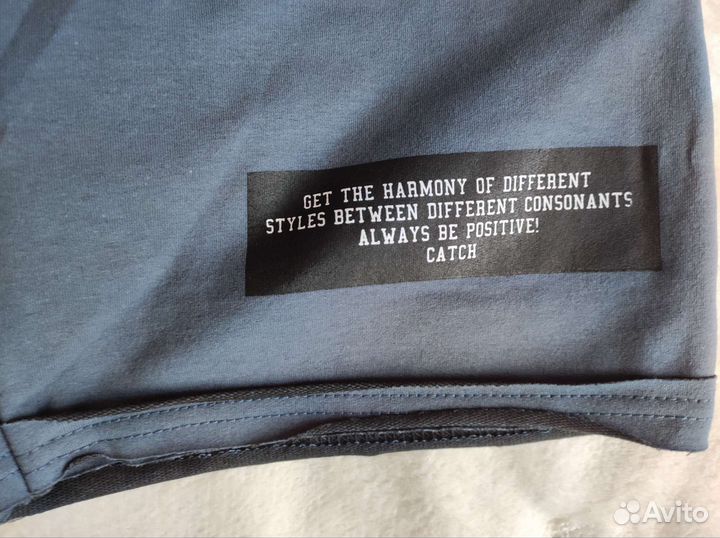 GET THE HARMONY OF DIFFERENT
STYLES BETWEEN DIFFERENT CONSONANTS
ALWAYS BE POSITIVE!
CATCH
Avito